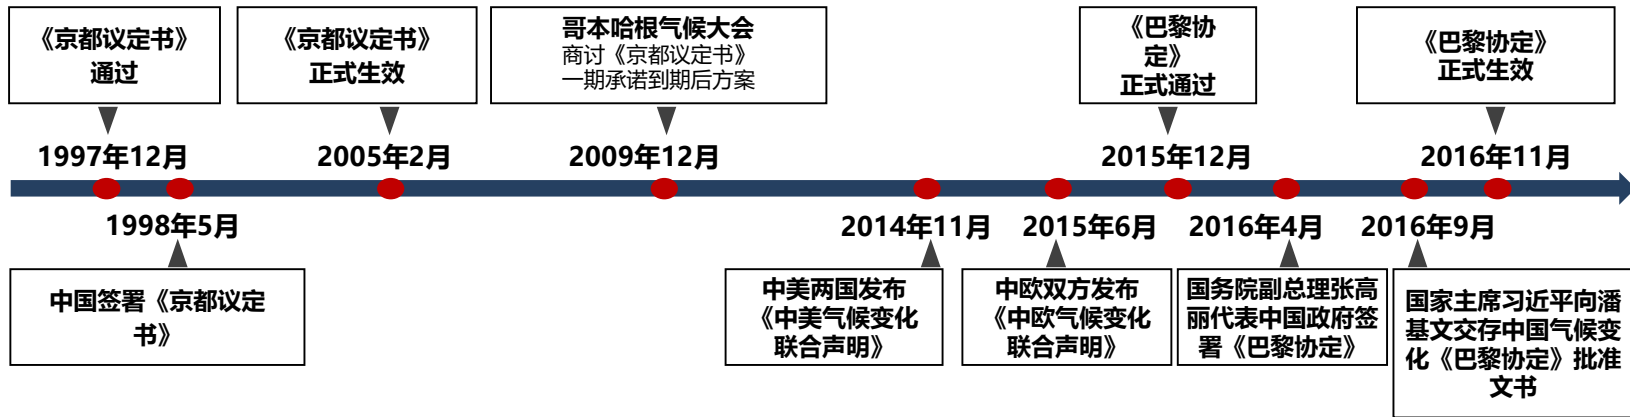 《京都议定书》
通过
《京都议定书》
正式生效
哥本哈根气候大会
商讨《京都议定书》
一期承诺到期后方案
《巴黎协
定》
正式通过
《巴黎协定》
正式生效
1997年12月
2005年2月
2009年12月
2015年12月
2016年11月
1998年5月
2014年11月
2015年6月
2016年4月
2016年9月
中国签署《京都议定
书》
中美两国发布
《中美气候变化
联合声明》
中欧双方发布
《中欧气候变化
联合声明》
国务院副总理张高
丽代表中国政府签
署《巴黎协定》
国家主席习近平向潘
基文交存中国气候变
化《巴黎协定》批准
文书